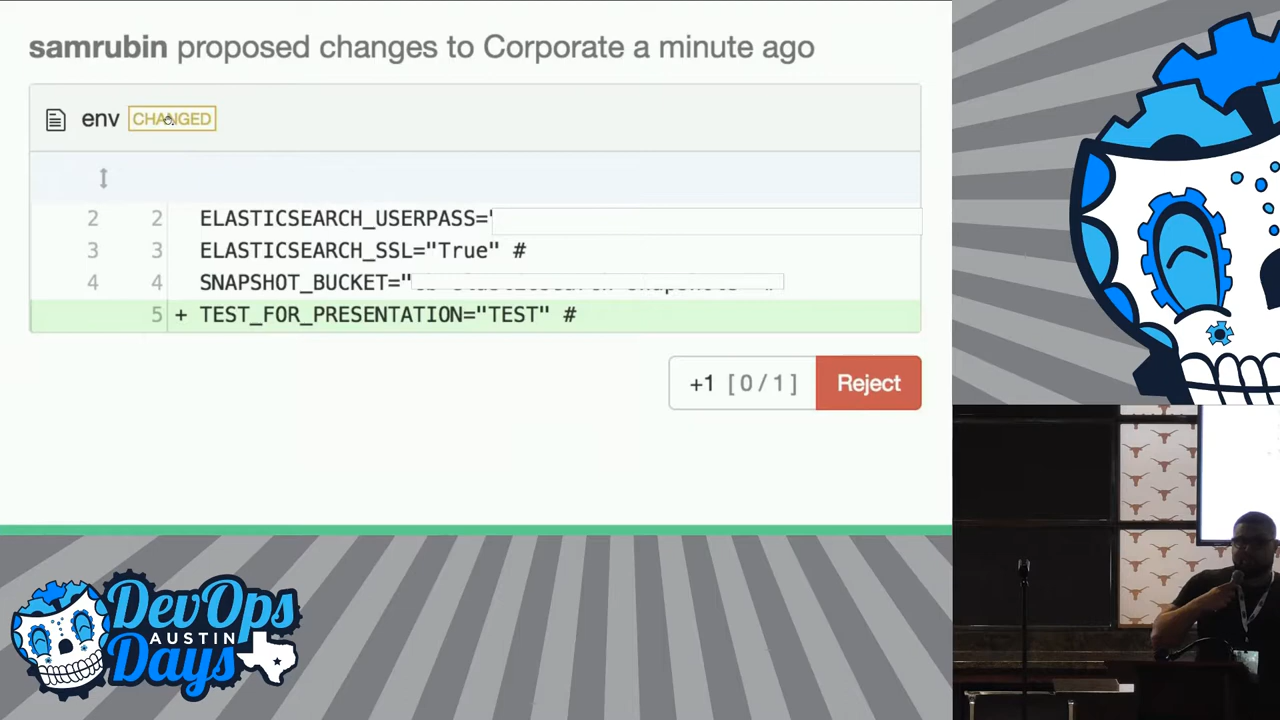 samrubin proposed changes to Corporate a minute ago
env CHANGED
2 2 ELASTICSEARCH_USERPASS="
3 3 ELASTICSEARCH_SSL="True" #
4 4 SNAPSHOT_BUCKET="
5 + TEST_FOR_PRESENTATION="TEST" #
+1 [ 0 / 1 ] Reject
DevOps
AUSTIN
Days